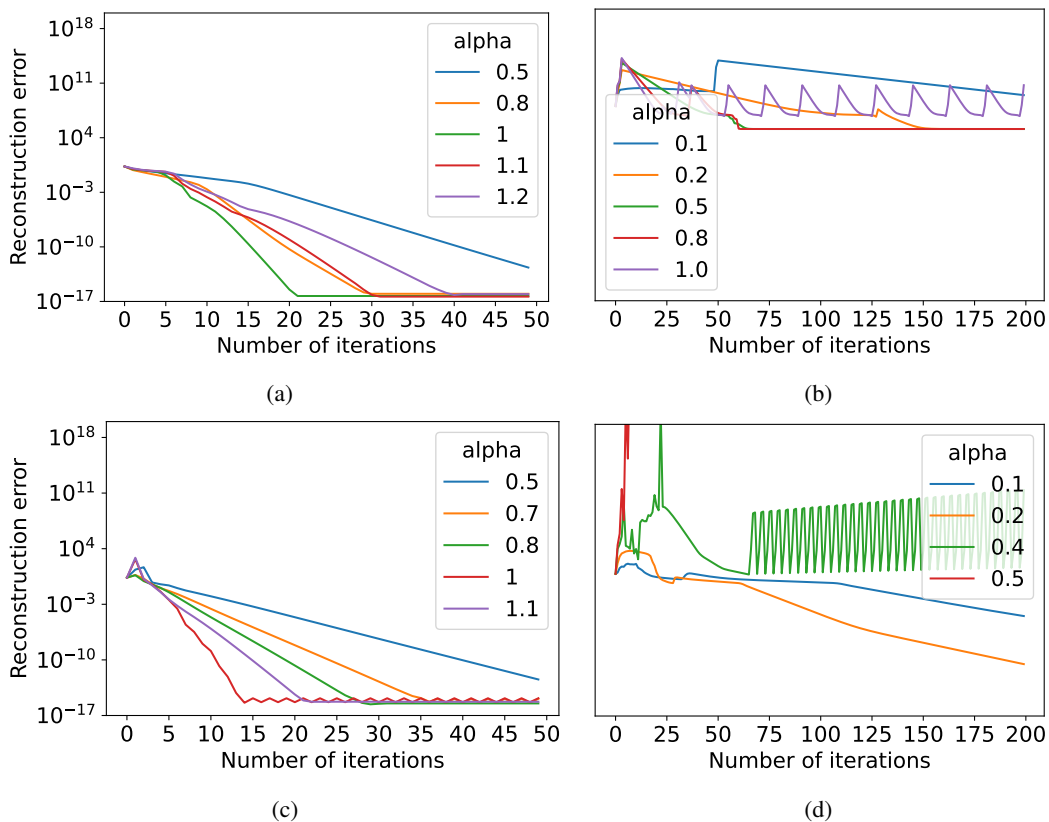 10^18
10^11
10^4
10^-3
10^-10
10^-17
Reconstruction error
alpha
0.5
0.8
1
1.1
1.2
0 5 10 15 20 25 30 35 40 45 50
Number of iterations
(a)
alpha
0.1
0.2
0.5
0.8
1.0
0 25 50 75 100 125 150 175 200
Number of iterations
(b)
10^18
10^11
10^4
10^-3
10^-10
10^-17
Reconstruction error
alpha
0.5
0.7
0.8
1
1.1
0 5 10 15 20 25 30 35 40 45 50
Number of iterations
(c)
alpha
0.1
0.2
0.4
0.5
0 25 50 75 100 125 150 175 200
Number of iterations
(d)